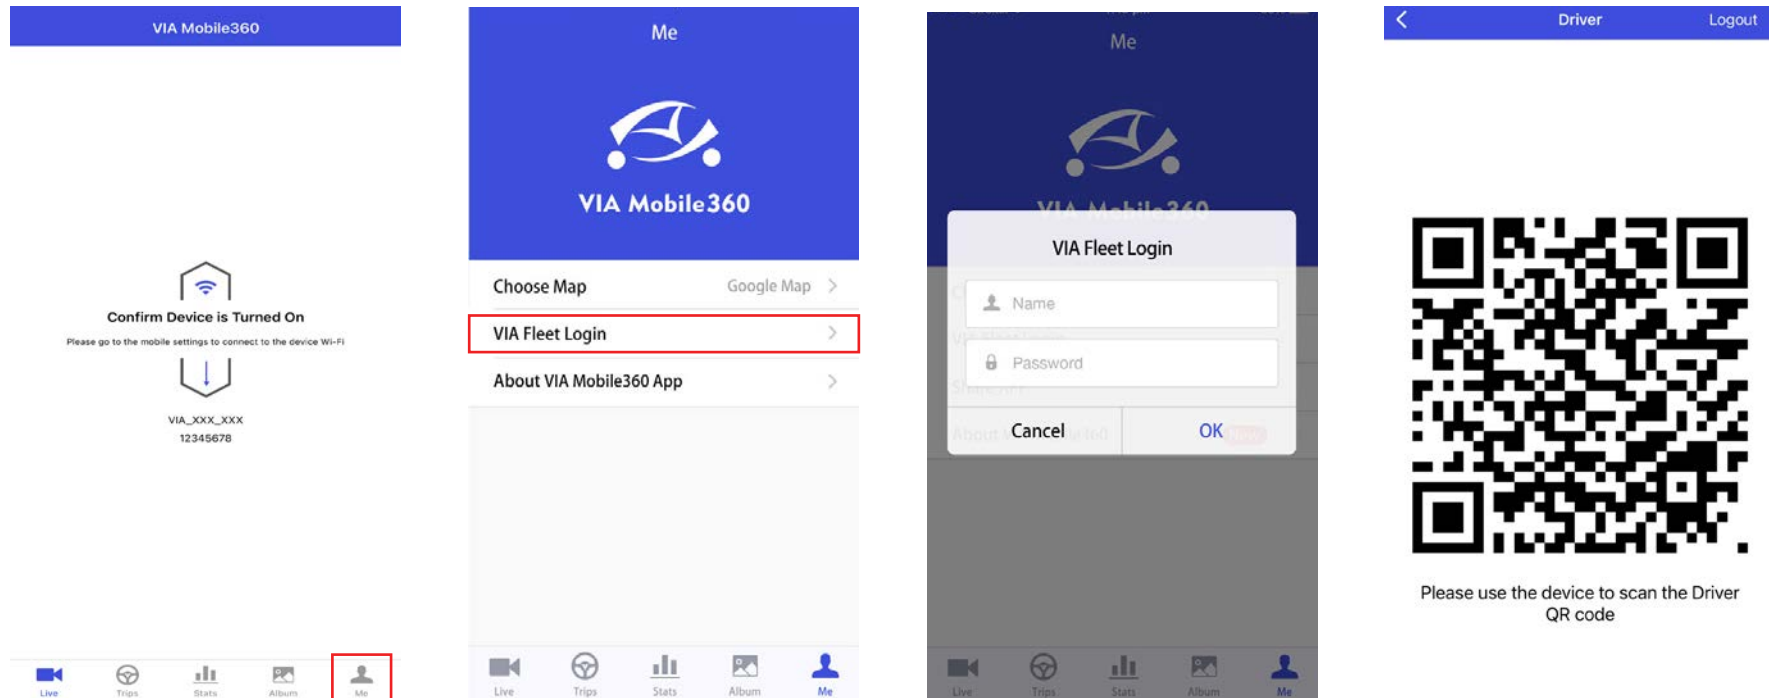 VIA Mobile360
Confirm Device is Turned On
Please go to the mobile settings to connect to the device Wi-Fi
VIA_XXX_XXX
12345678
Live
Trips
Stats
Album
Me
Me
VIA Mobile360
Choose Map
Google Map
VIA Fleet Login
About VIA Mobile360 App
Live
Trips
Stats
Album
Me
Me
VIA Mobile360
VIA Fleet Login
Name
Password
Cancel
OK
Live
Trips
Stats
Album
Me
Driver
Logout
Please use the device to scan the Driver
QR code